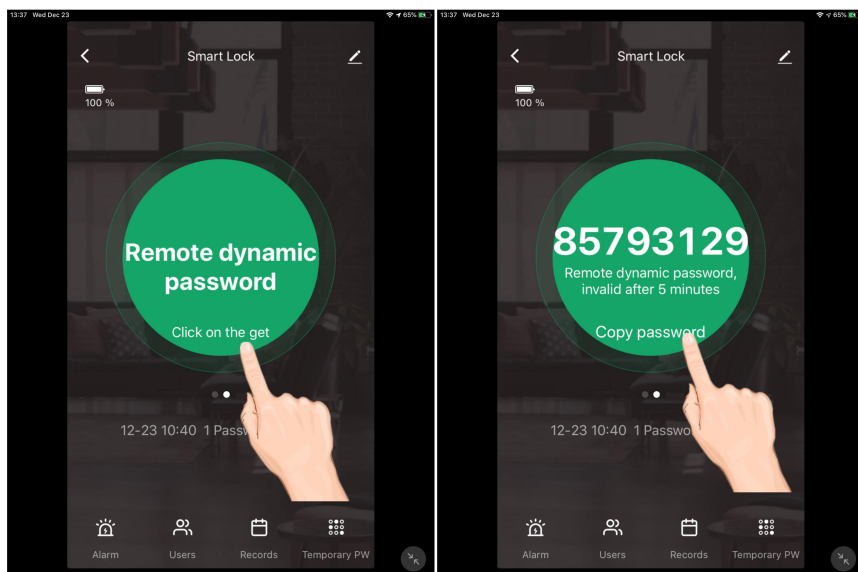 13:37 Wed Dec 23
65%
Smart Lock
100 %
Remote dynamic
password
Click on the get
12-23 10:40 1
Alarm
Users
Records
Temporary PW
13:37 Wed Dec 23
65%
Smart Lock
100 %
85793129
Remote dynamic password,
invalid after 5 minutes
Copy password
12-23 10:40 1
Alarm
Users
Records
Temporary PW